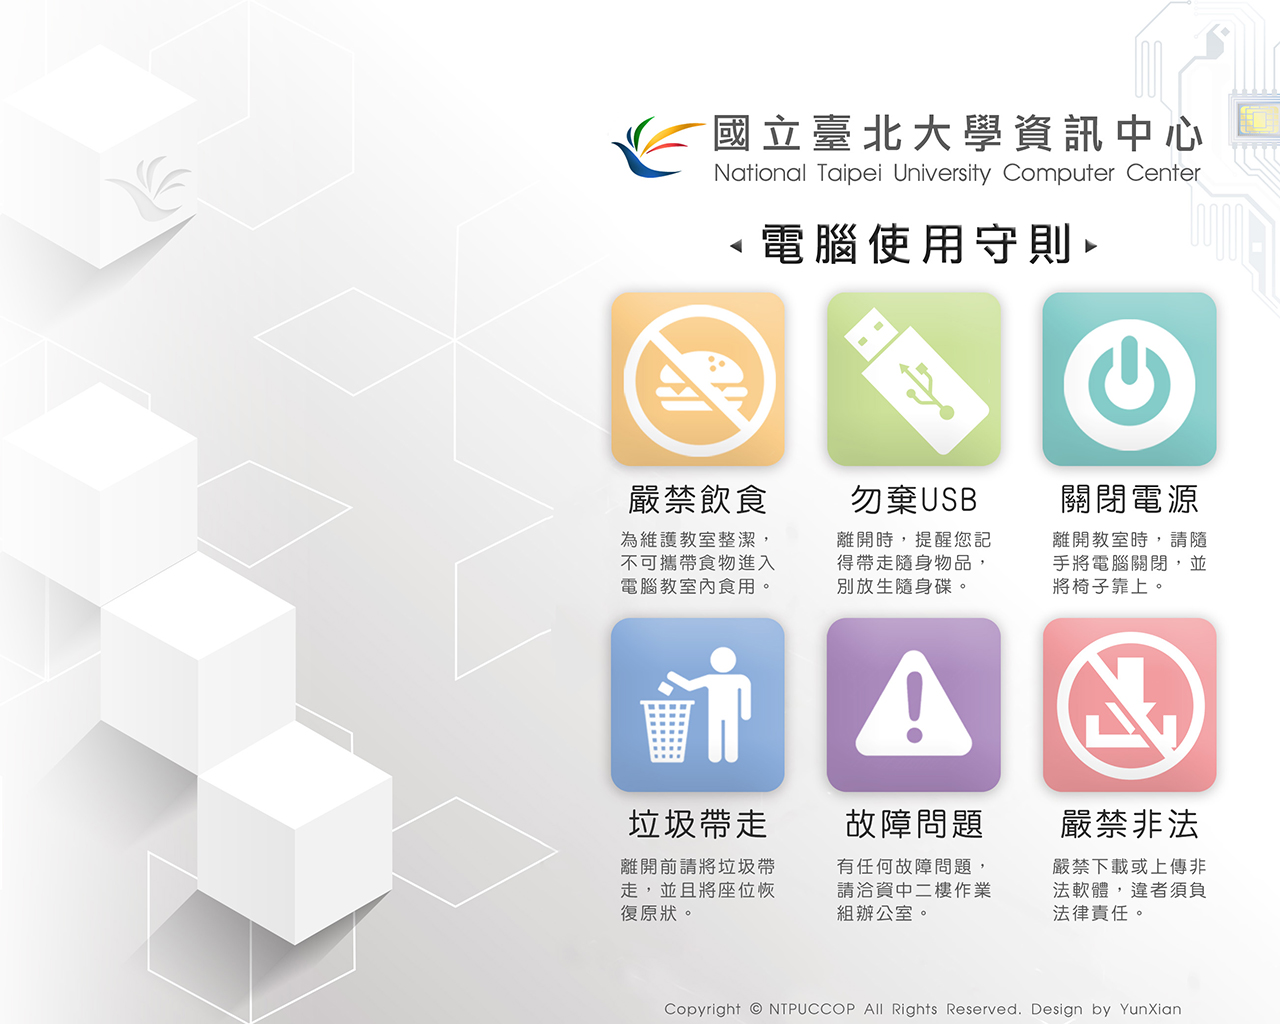 國立臺北大學資訊中心
National Taipei University Computer Center
電腦使用守則
嚴禁飲食
為維護教室整潔，
不可攜帶食物進入
電腦教室內食用。
勿棄USB
離開時，提醒您記
得帶走隨身物品，
別放生隨身碟。
關閉電源
離開教室時，請隨
手將電腦關閉，並
將椅子靠上。
垃圾帶走
離開前請將垃圾帶
走，並且將座位恢
復原狀。
故障問題
有任何故障問題，
請洽資中二樓作業
組辦公室。
嚴禁非法
嚴禁下載或上傳非
法軟體，違者須負
法律責任。
Copyright © NTPUCCOP All Rights Reserved. Design by YunXian